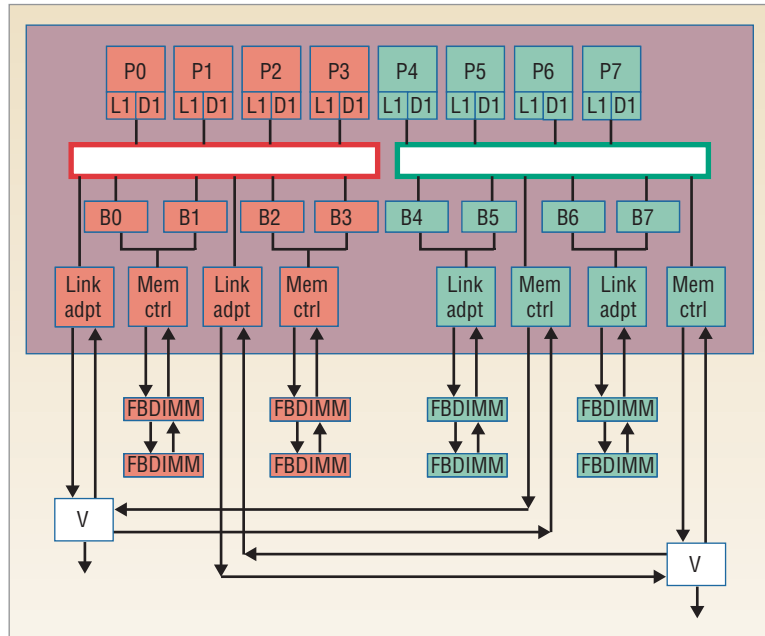 P0 P1 P2 P3 P4 P5 P6 P7
L1 D1 L1 D1 L1 D1 L1 D1 L1 D1 L1 D1 L1 D1 L1 D1
B0 B1 B2 B3 B4 B5 B6 B7
Link Mem Link Mem Link Mem Link Mem
adpt ctrl adpt ctrl adpt ctrl adpt ctrl
FBDIMM FBDIMM FBDIMM FBDIMM
FBDIMM FBDIMM FBDIMM FBDIMM
V
V